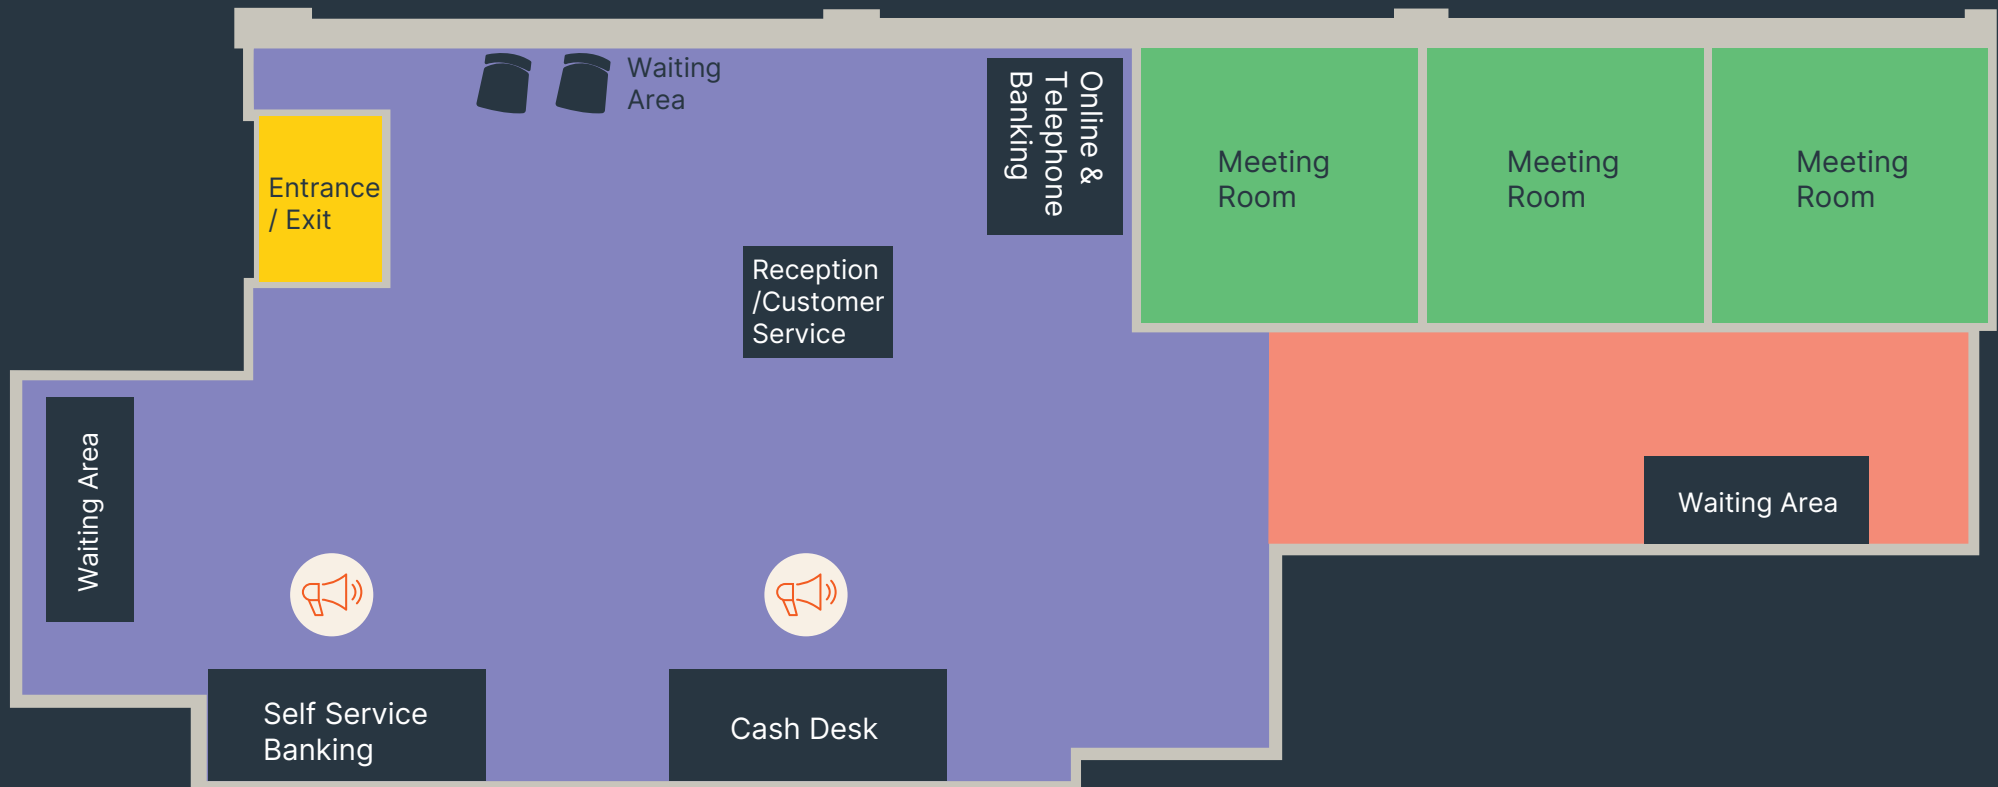 Waiting
Area
Online &
Telephone
Banking
Meeting
Room
Meeting
Room
Meeting
Room
Entrance
/ Exit
Reception
/Customer
Service
Waiting Area
Waiting Area
Self Service
Banking
Cash Desk